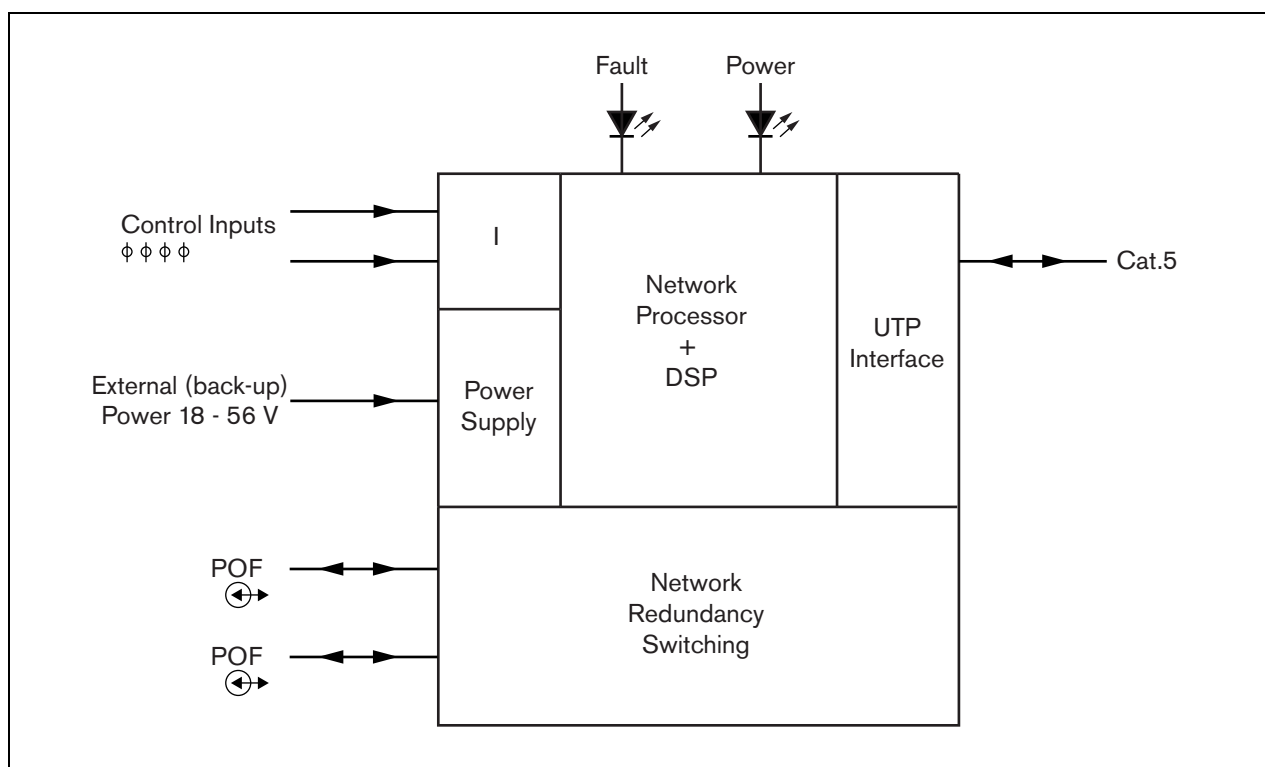 Fault
Power
Control Inputs
I
Network
Processor
+
DSP
UTP
Interface
Cat.5
External (back-up)
Power 18 - 56 V
Power
Supply
POF
POF
Network
Redundancy
Switching